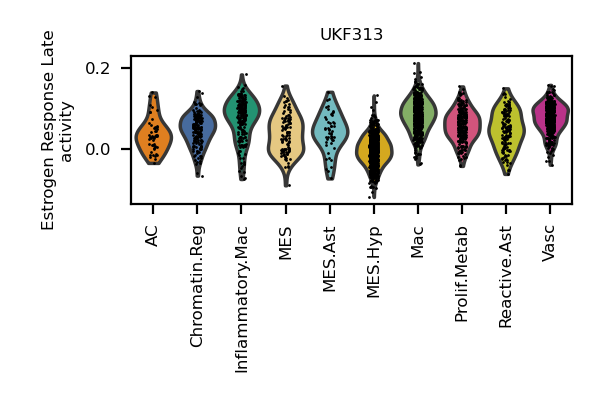 UKF313
Estrogen Response Late
activity
0.2
0.0
AC
Chromatin.Reg
Inflammatory.Mac
MES
MES.Ast
MES.Hyp
Mac
Prolif.Metab
Reactive.Ast
Vasc